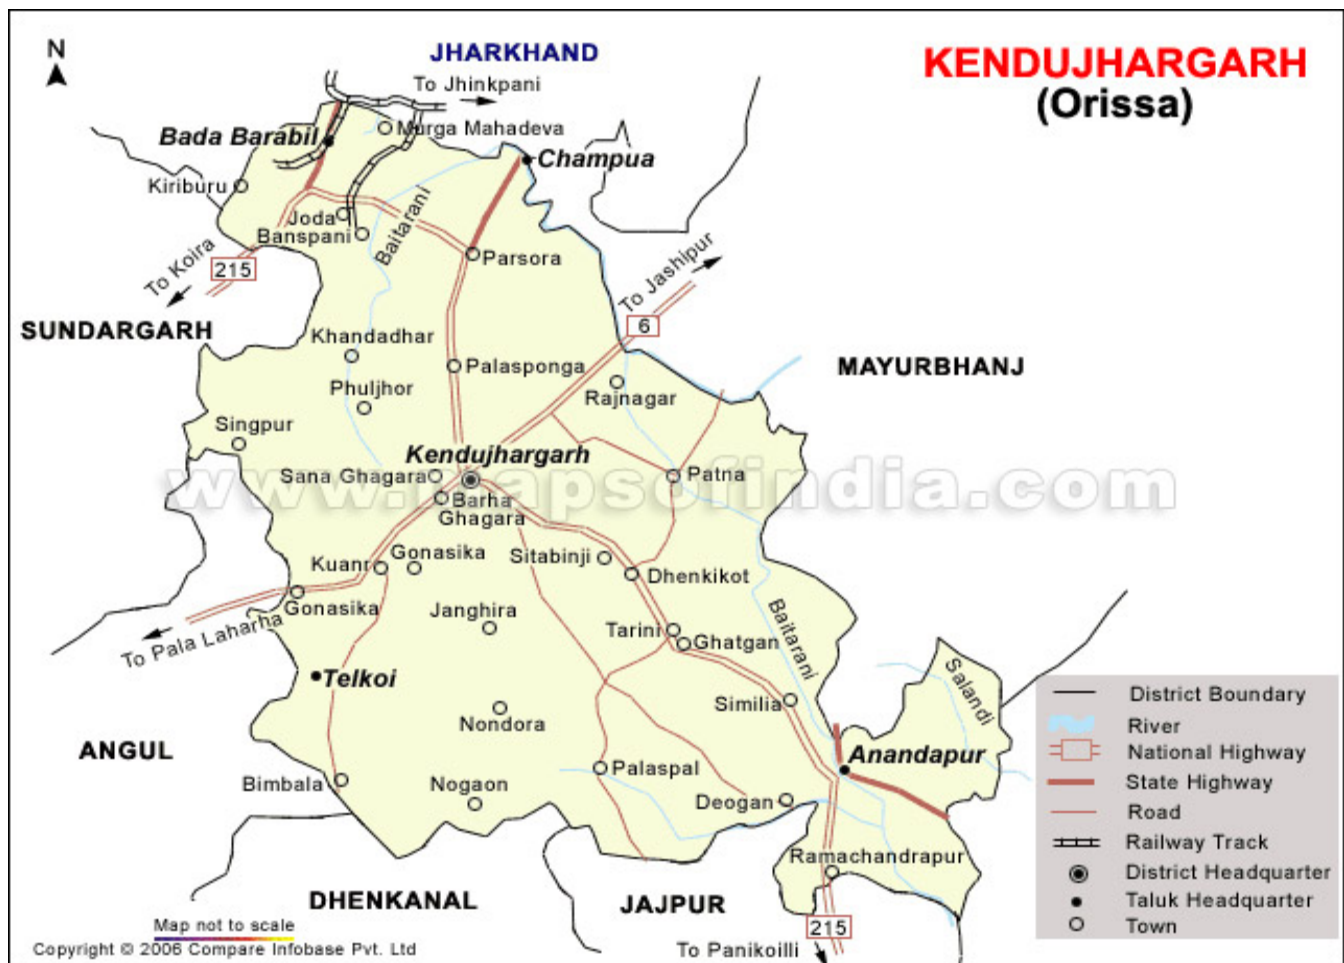 N
JHARKHAND
KENDUJHARGARH
(Orissa)
To Jhinkpani
Murga Mahadeva
Bada Barabil
Champua
Kiriburu
Joda
Baitarani
Banspani
Parsora
To Koira
215
To Jashipur
6
SUNDARGARH
Khandadhar
MAYURBHANJ
Palasponga
Phuljhor
Rajnagar
Singpur
Kendujhargarh
Sana Ghagara
Patna
www.mapsofindia.com
Barha
Ghagara
Kuanr
Gonasika
Sitabinji
Dhenkikot
Gonasika
Janghira
To Pala Laharha
Tarini
Ghatgan
Baitarani
Salandi
Telkoi
Similia
Nondora
ANGUL
Anandapur
Bimbala
Nogaon
Palaspal
Deogan
Ramachandrapur
DHENKANAL
JAJPUR
215
To Panikoilli
District Boundary
River
National Highway
State Highway
Road
Railway Track
District Headquarter
Taluk Headquarter
Town
Map not to scale
Copyright © 2006 Compare Infobase Pvt. Ltd